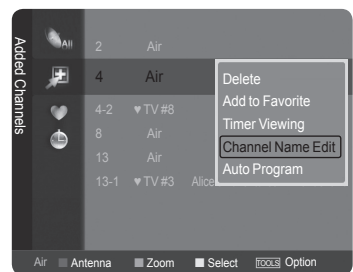 Added Channels
All
2 Air
4 Air
4-2 ♥ TV #8
8 Air
13 Air
13-1 ♥ TV #3 Alice
Delete
Add to Favorite
Timer Viewing
Channel Name Edit
Auto Program
Air Antenna Zoom Select TOOLS Option